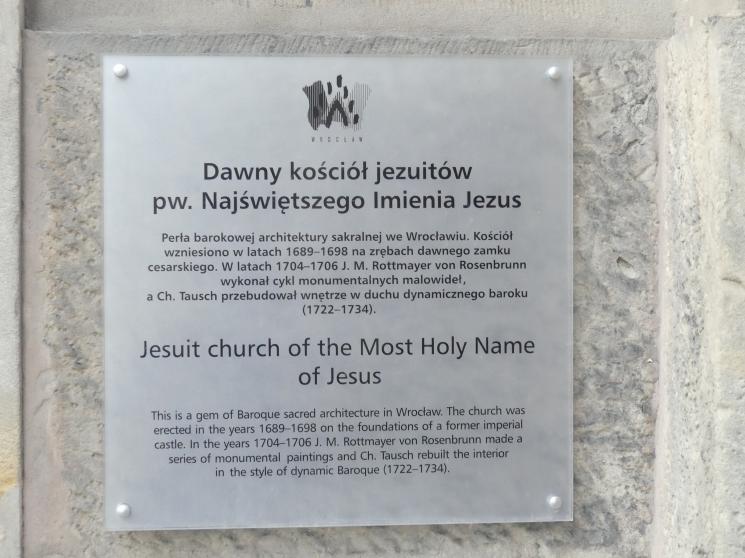 WROCŁAW
Dawny kościół jezuitów
pw. Najświętszego Imienia Jezus
Perła barokowej architektury sakralnej we Wrocławiu. Kościół
wzniesiono w latach 1689–1698 na zrębach dawnego zamku
cesarskiego. W latach 1704–1706 J. M. Rottmayer von Rosenbrunn
wykonał cykl monumentalnych malowideł,
a Ch. Tausch przebudował wnętrze w duchu dynamicznego baroku
(1722–1734).
Jesuit church of the Most Holy Name
of Jesus
This is a gem of Baroque sacred architecture in Wrocław. The church was
erected in the years 1689–1698 on the foundations of a former imperial
castle. In the years 1704–1706 J. M. Rottmayer von Rosenbrunn made a
series of monumental paintings and Ch. Tausch rebuilt the interior
in the style of dynamic Baroque (1722–1734).